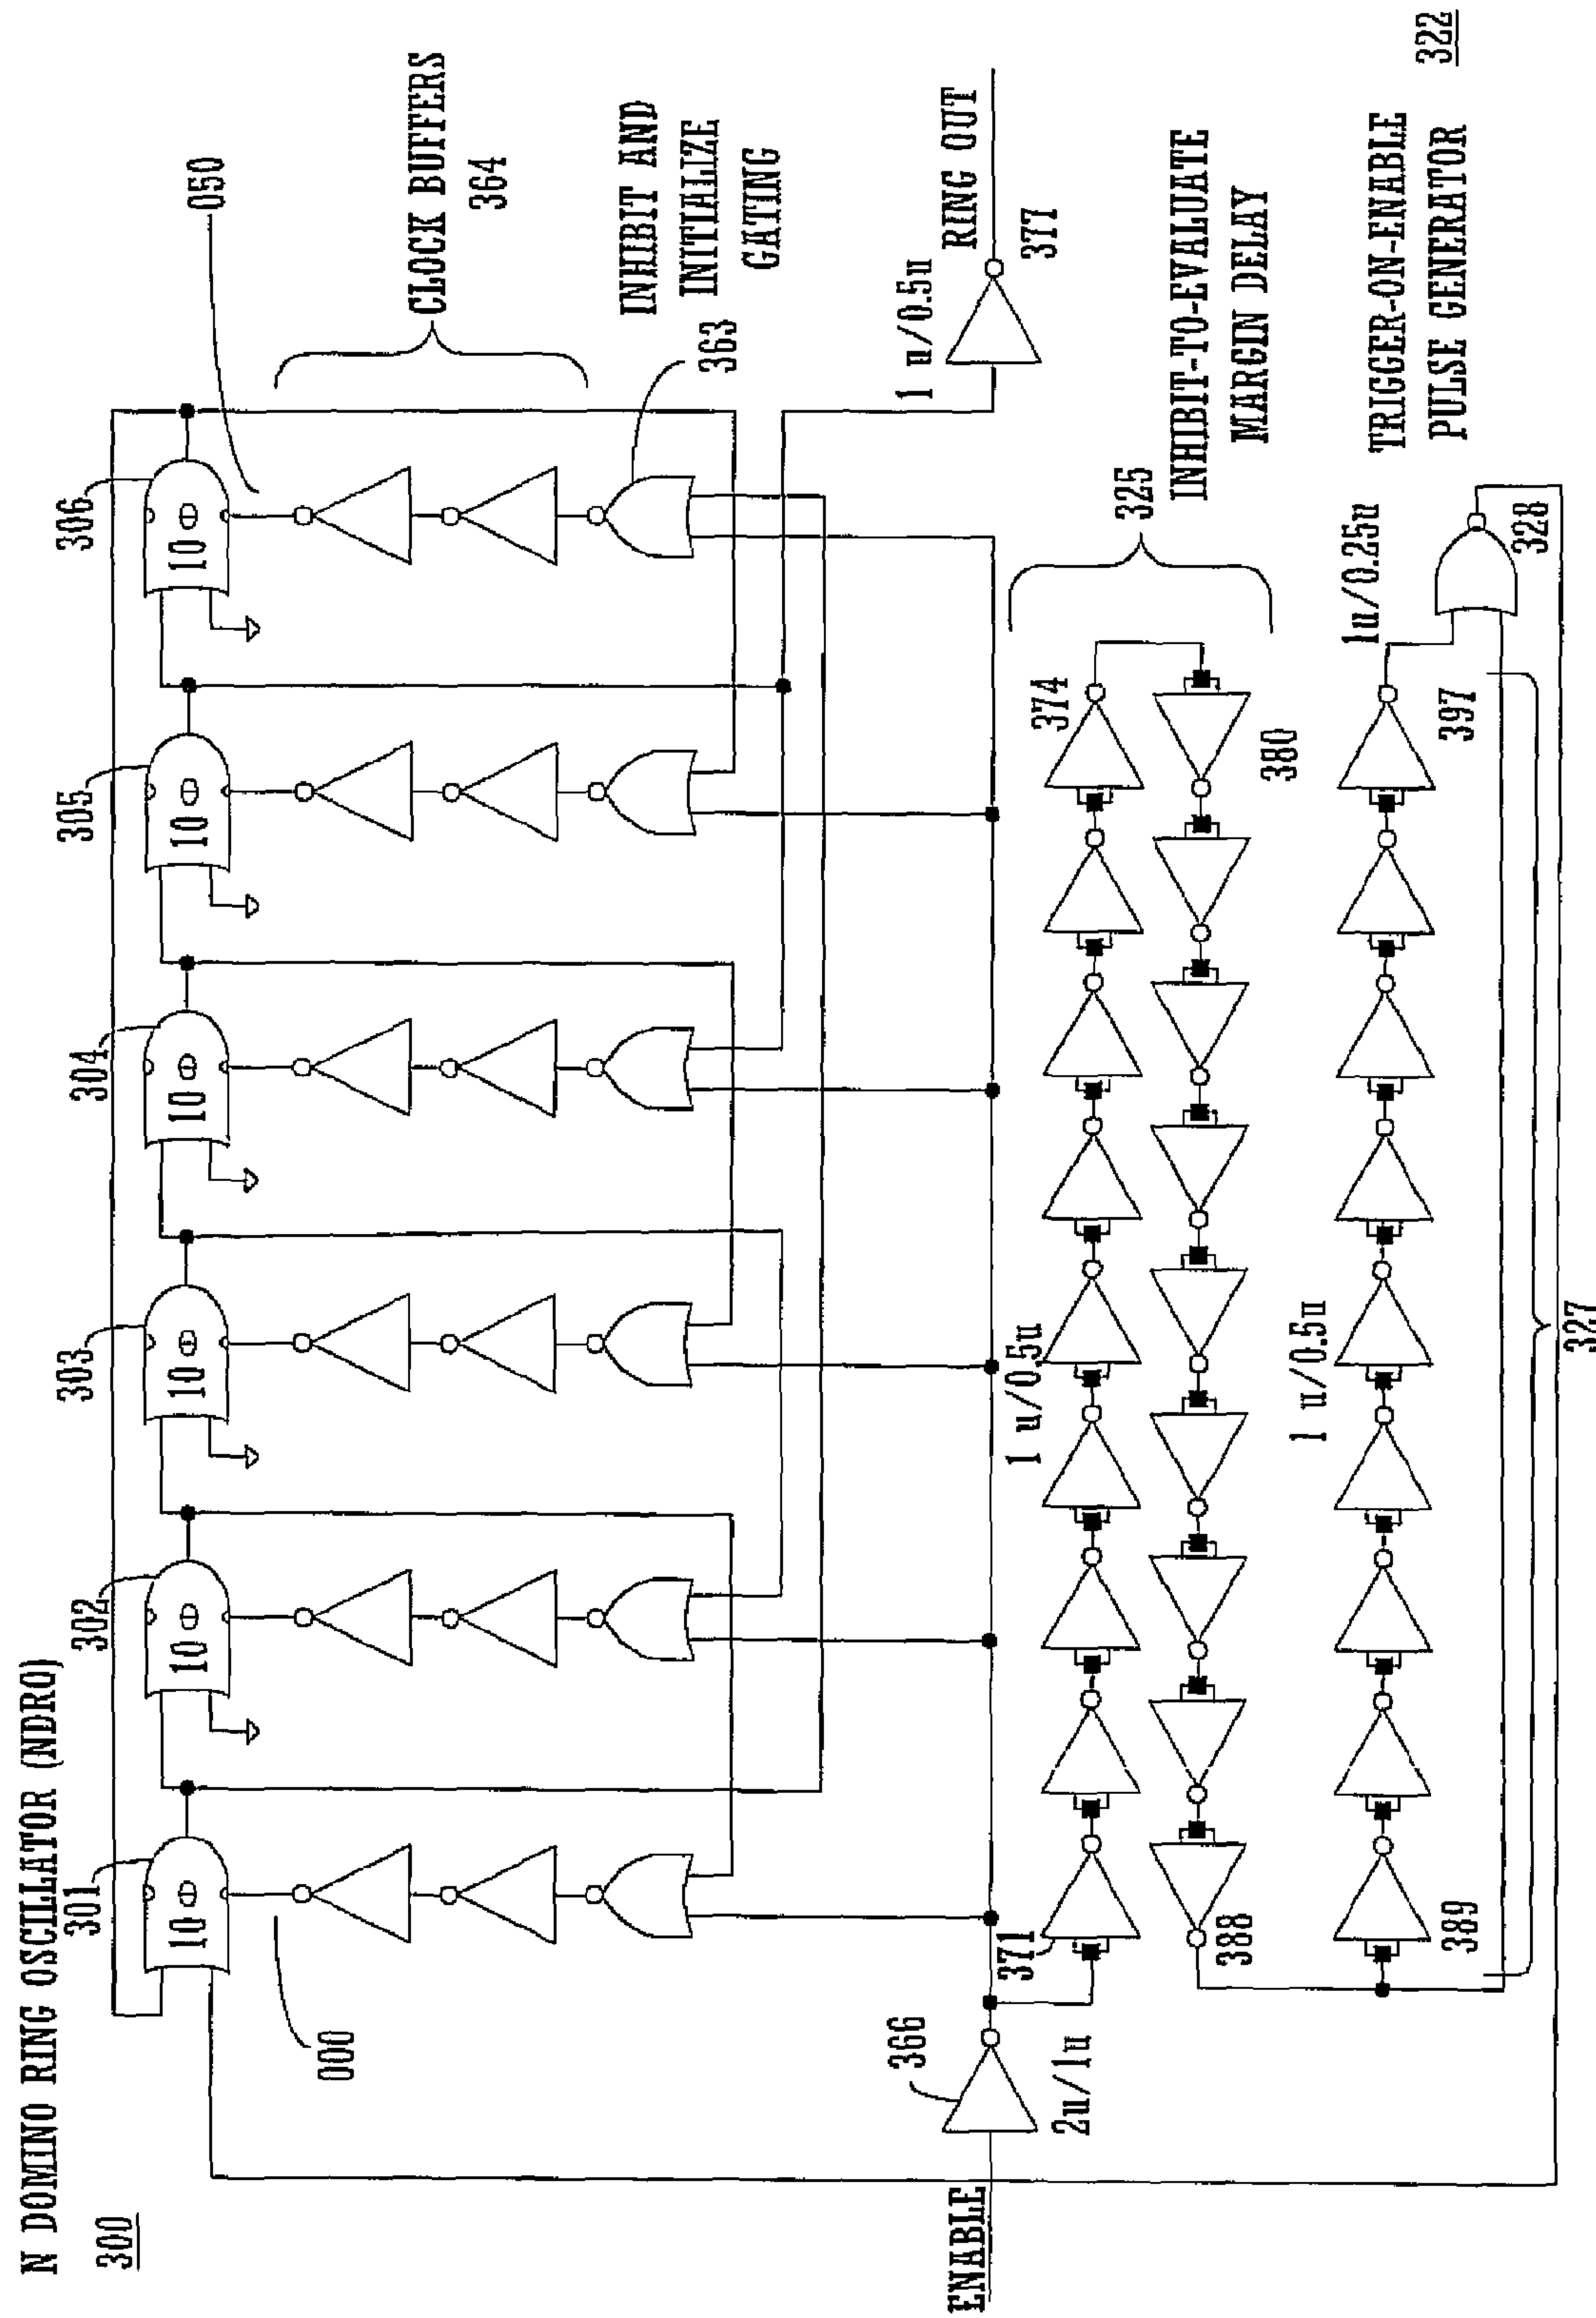 N DOMINO RING OSCILLATOR (NDRO)
300
301
302
303
304
305
306
10 Φ
10 Φ
10 Φ
10 Φ
10 Φ
10 Φ
000
050
CLOCK BUFFERS
364
INHIBIT AND
INITIALIZE
GATING
363
ENABLE
366
2u/1u
1 u/0.5u
RING OUT
377
371
1 u/0.5u
374
325
INHIBIT-TO-EVALUATE
MARGIN DELAY
388
380
389
1 u/0.5u
397
1u/0.25u
328
327
TRIGGER-ON-ENABLE
PULSE GENERATOR
322